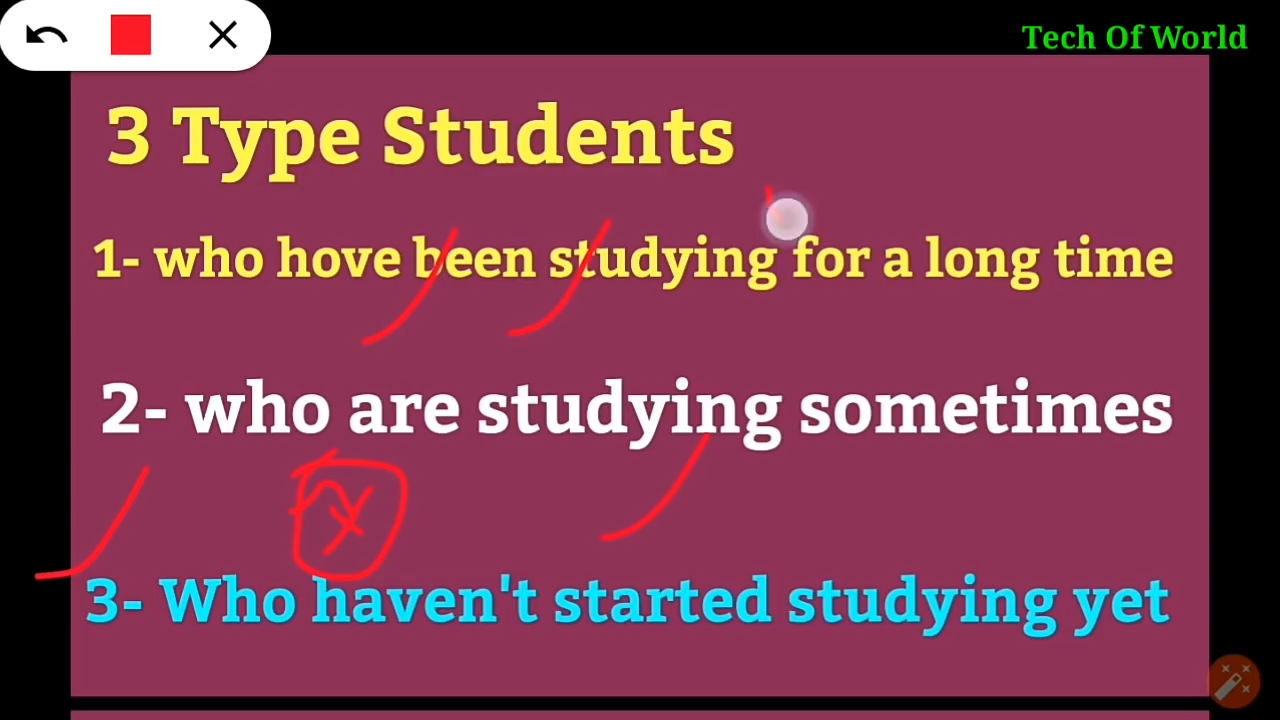 Tech Of World
3 Type Students
1- who hove been studying for a long time
2- who are studying sometimes
3- Who haven't started studying yet